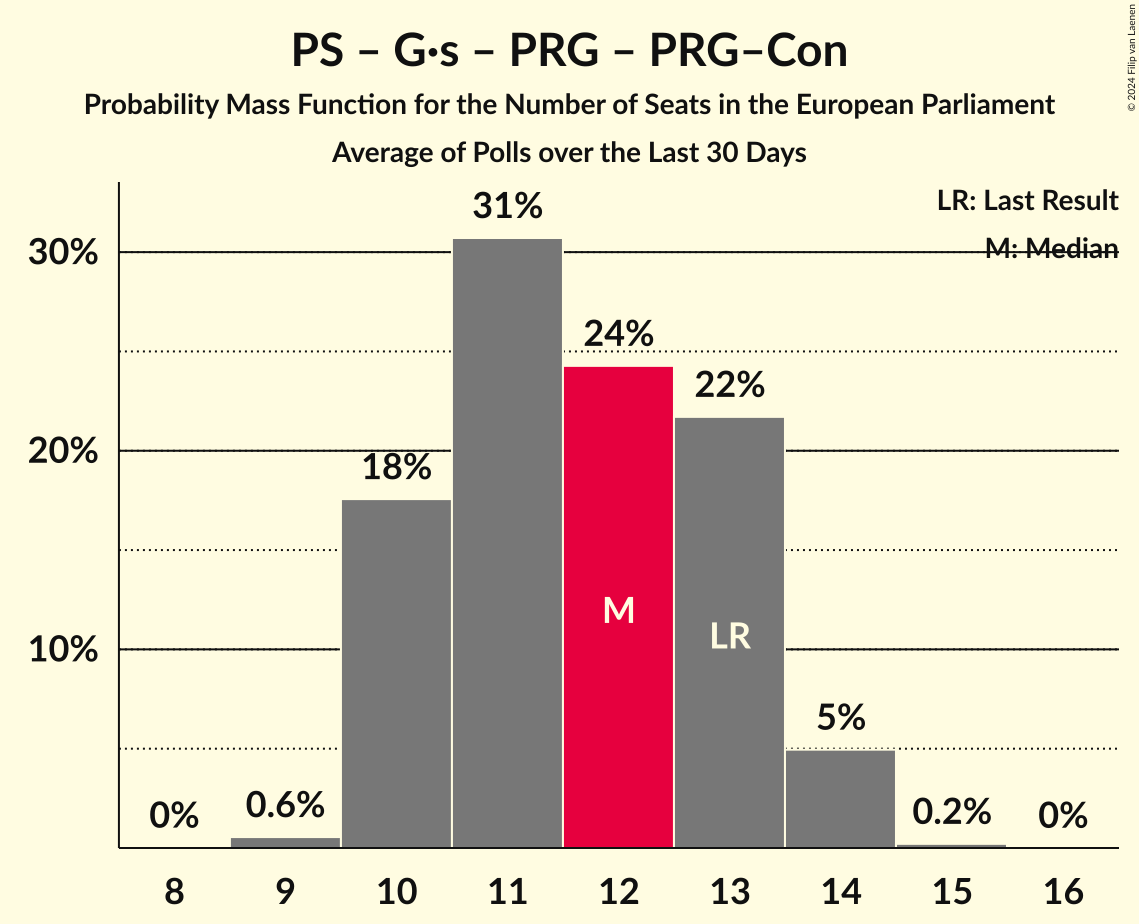 PS – G·s – PRG – PRG–Con
Probability Mass Function for the Number of Seats in the European Parliament
Average of Polls over the Last 30 Days
© 2024 Filip van Laenen
LR: Last Result
M: Median
30%
20%
10%
0%
0.6%
18%
31%
24%
22%
5%
0.2%
0%
M
LR
8 9 10 11 12 13 14 15 16